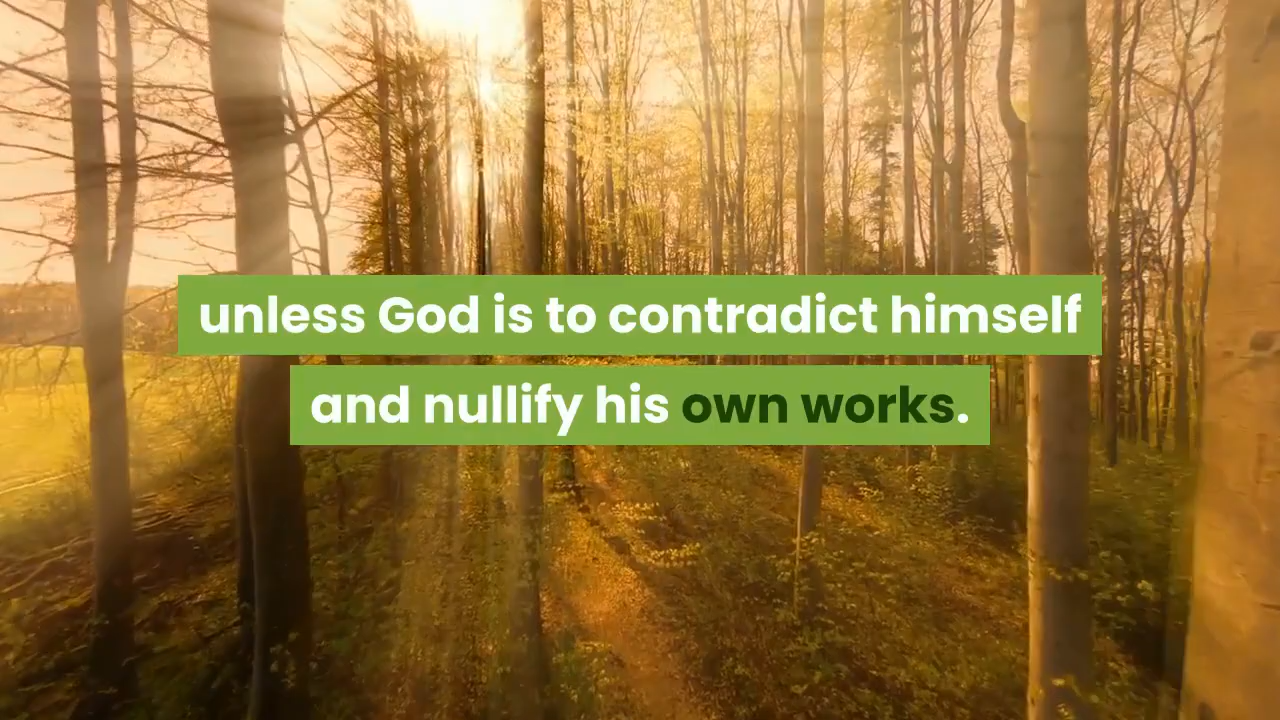 unless God is to contradict himself
and nullify his own works.